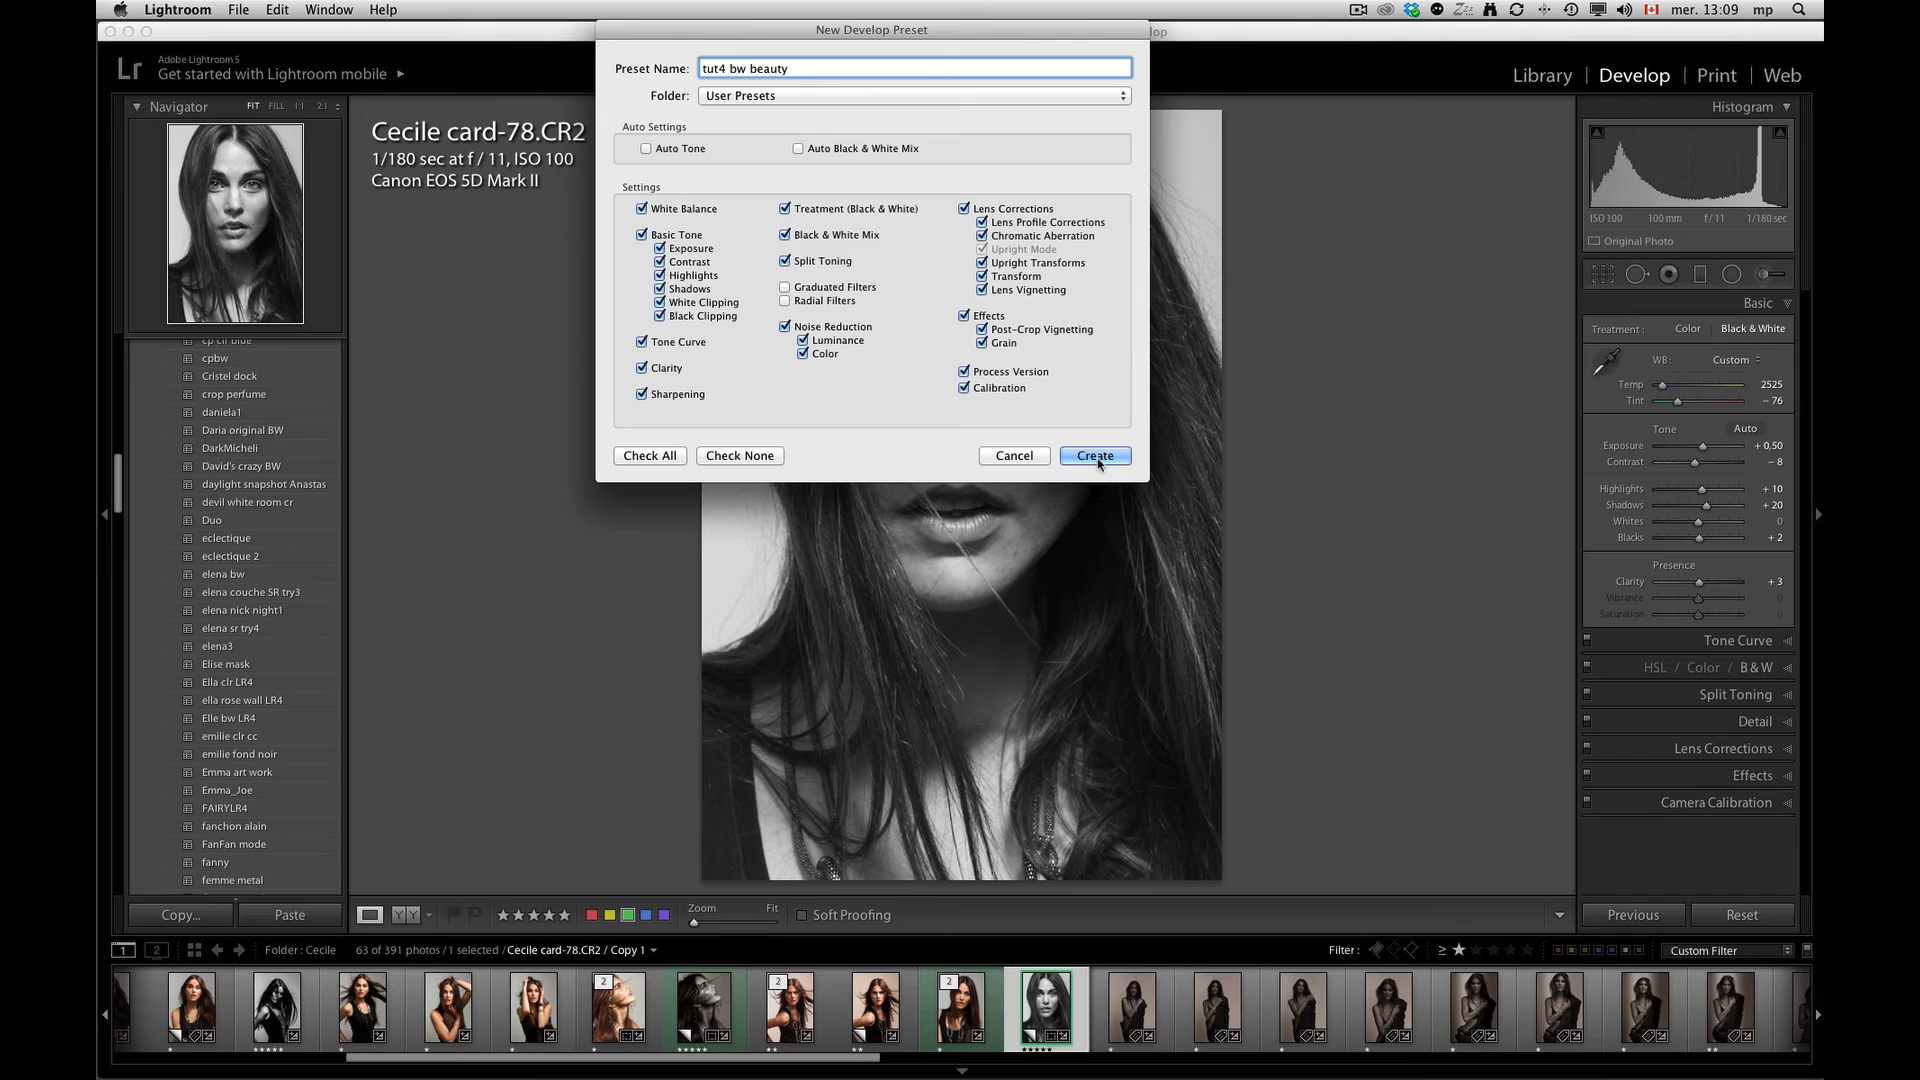 Lightroom File Edit Window Help
mer. 13:09 mp
New Develop Preset
Adobe Lightroom 5
Get started with Lightroom mobile
Library | Develop | Print | Web
Navigator FIT FILL 1:1 2:1
Histogram
Preset Name: tut4 bw beauty
Folder: User Presets
Auto Settings
Auto Tone Auto Black & White Mix
Settings
White Balance
Basic Tone
Exposure
Contrast
Highlights
Shadows
White Clipping
Black Clipping
Tone Curve
Clarity
Sharpening
Treatment (Black & White)
Black & White Mix
Split Toning
Graduated Filters
Radial Filters
Noise Reduction
Luminance
Color
Lens Corrections
Lens Profile Corrections
Chromatic Aberration
Upright Mode
Upright Transforms
Transform
Lens Vignetting
Effects
Post-Crop Vignetting
Grain
Process Version
Calibration
Check All Check None Cancel Create
Cecile card-78.CR2
1/180 sec at f / 11, ISO 100
Canon EOS 5D Mark II
cp clr blue
cpbw
Cristel dock
crop perfume
daniela1
Daria original BW
DarkMicheli
David's crazy BW
daylight snapshot Anastas
devil white room cr
Duo
eclectique
eclectique 2
elena bw
elena couche SR try3
elena nick night1
elena sr try4
elena3
Elise mask
Ella clr LR4
ella rose wall LR4
Elle bw LR4
emilie clr cc
emilie fond noir
Emma art work
Emma_Joe
FAIRYLR4
fanchon alain
FanFan mode
fanny
femme metal
Copy... Paste
ISO 100 100 mm f / 11 1/180 sec
Original Photo
Basic
Treatment : Color Black & White
WB : Custom
Temp 2525
Tint – 76
Tone Auto
Exposure + 0,50
Contrast – 8
Highlights + 10
Shadows + 20
Whites 0
Blacks + 2
Presence
Clarity + 3
Vibrance 0
Saturation 0
Tone Curve
HSL / Color / B & W
Split Toning
Detail
Lens Corrections
Effects
Camera Calibration
Previous Reset
Zoom Fit
Soft Proofing
1 2 Folder : Cecile 63 of 391 photos / 1 selected / Cecile card-78.CR2 / Copy 1
Filter : ≥ Custom Filter
2 2 2